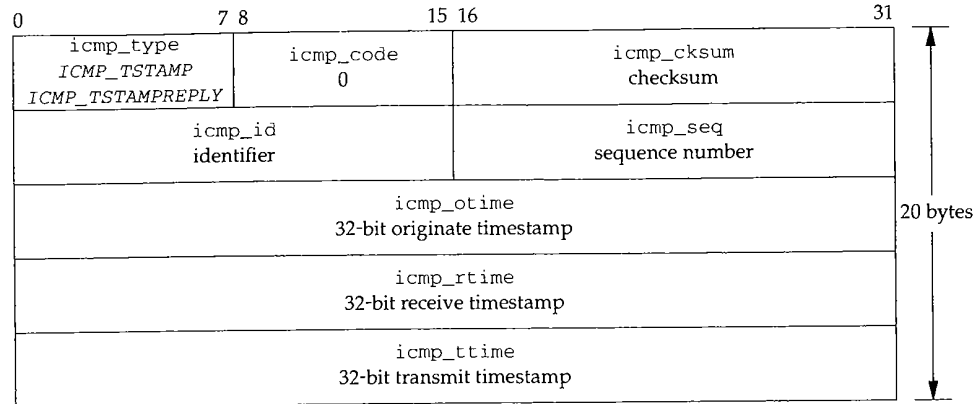 0 7 8 15 16 31
icmp_type
ICMP_TSTAMP
ICMP_TSTAMPREPLY
icmp_code
0
icmp_cksum
checksum
icmp_id
identifier
icmp_seq
sequence number
icmp_otime
32-bit originate timestamp
20 bytes
icmp_rtime
32-bit receive timestamp
icmp_ttime
32-bit transmit timestamp